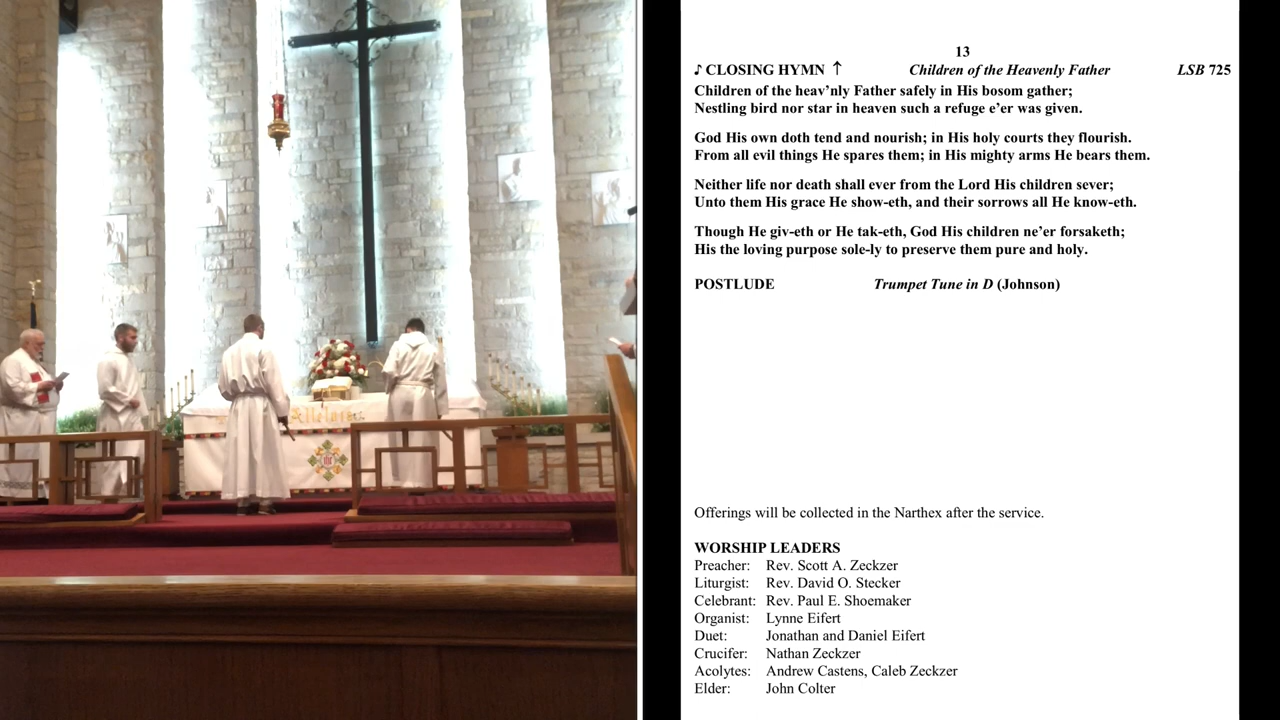 Alleluia
13
♪ CLOSING HYMN ↑ Children of the Heavenly Father LSB 725
Children of the heav’nly Father safely in His bosom gather;
Nestling bird nor star in heaven such a refuge e’er was given.
God His own doth tend and nourish; in His holy courts they flourish.
From all evil things He spares them; in His mighty arms He bears them.
Neither life nor death shall ever from the Lord His children sever;
Unto them His grace He show-eth, and their sorrows all He know-eth.
Though He giv-eth or He tak-eth, God His children ne’er forsaketh;
His the loving purpose sole-ly to preserve them pure and holy.
POSTLUDE Trumpet Tune in D (Johnson)
Offerings will be collected in the Narthex after the service.
WORSHIP LEADERS
Preacher: Rev. Scott A. Zeckzer
Liturgist: Rev. David O. Stecker
Celebrant: Rev. Paul E. Shoemaker
Organist: Lynne Eifert
Duet: Jonathan and Daniel Eifert
Crucifer: Nathan Zeckzer
Acolytes: Andrew Castens, Caleb Zeckzer
Elder: John Colter